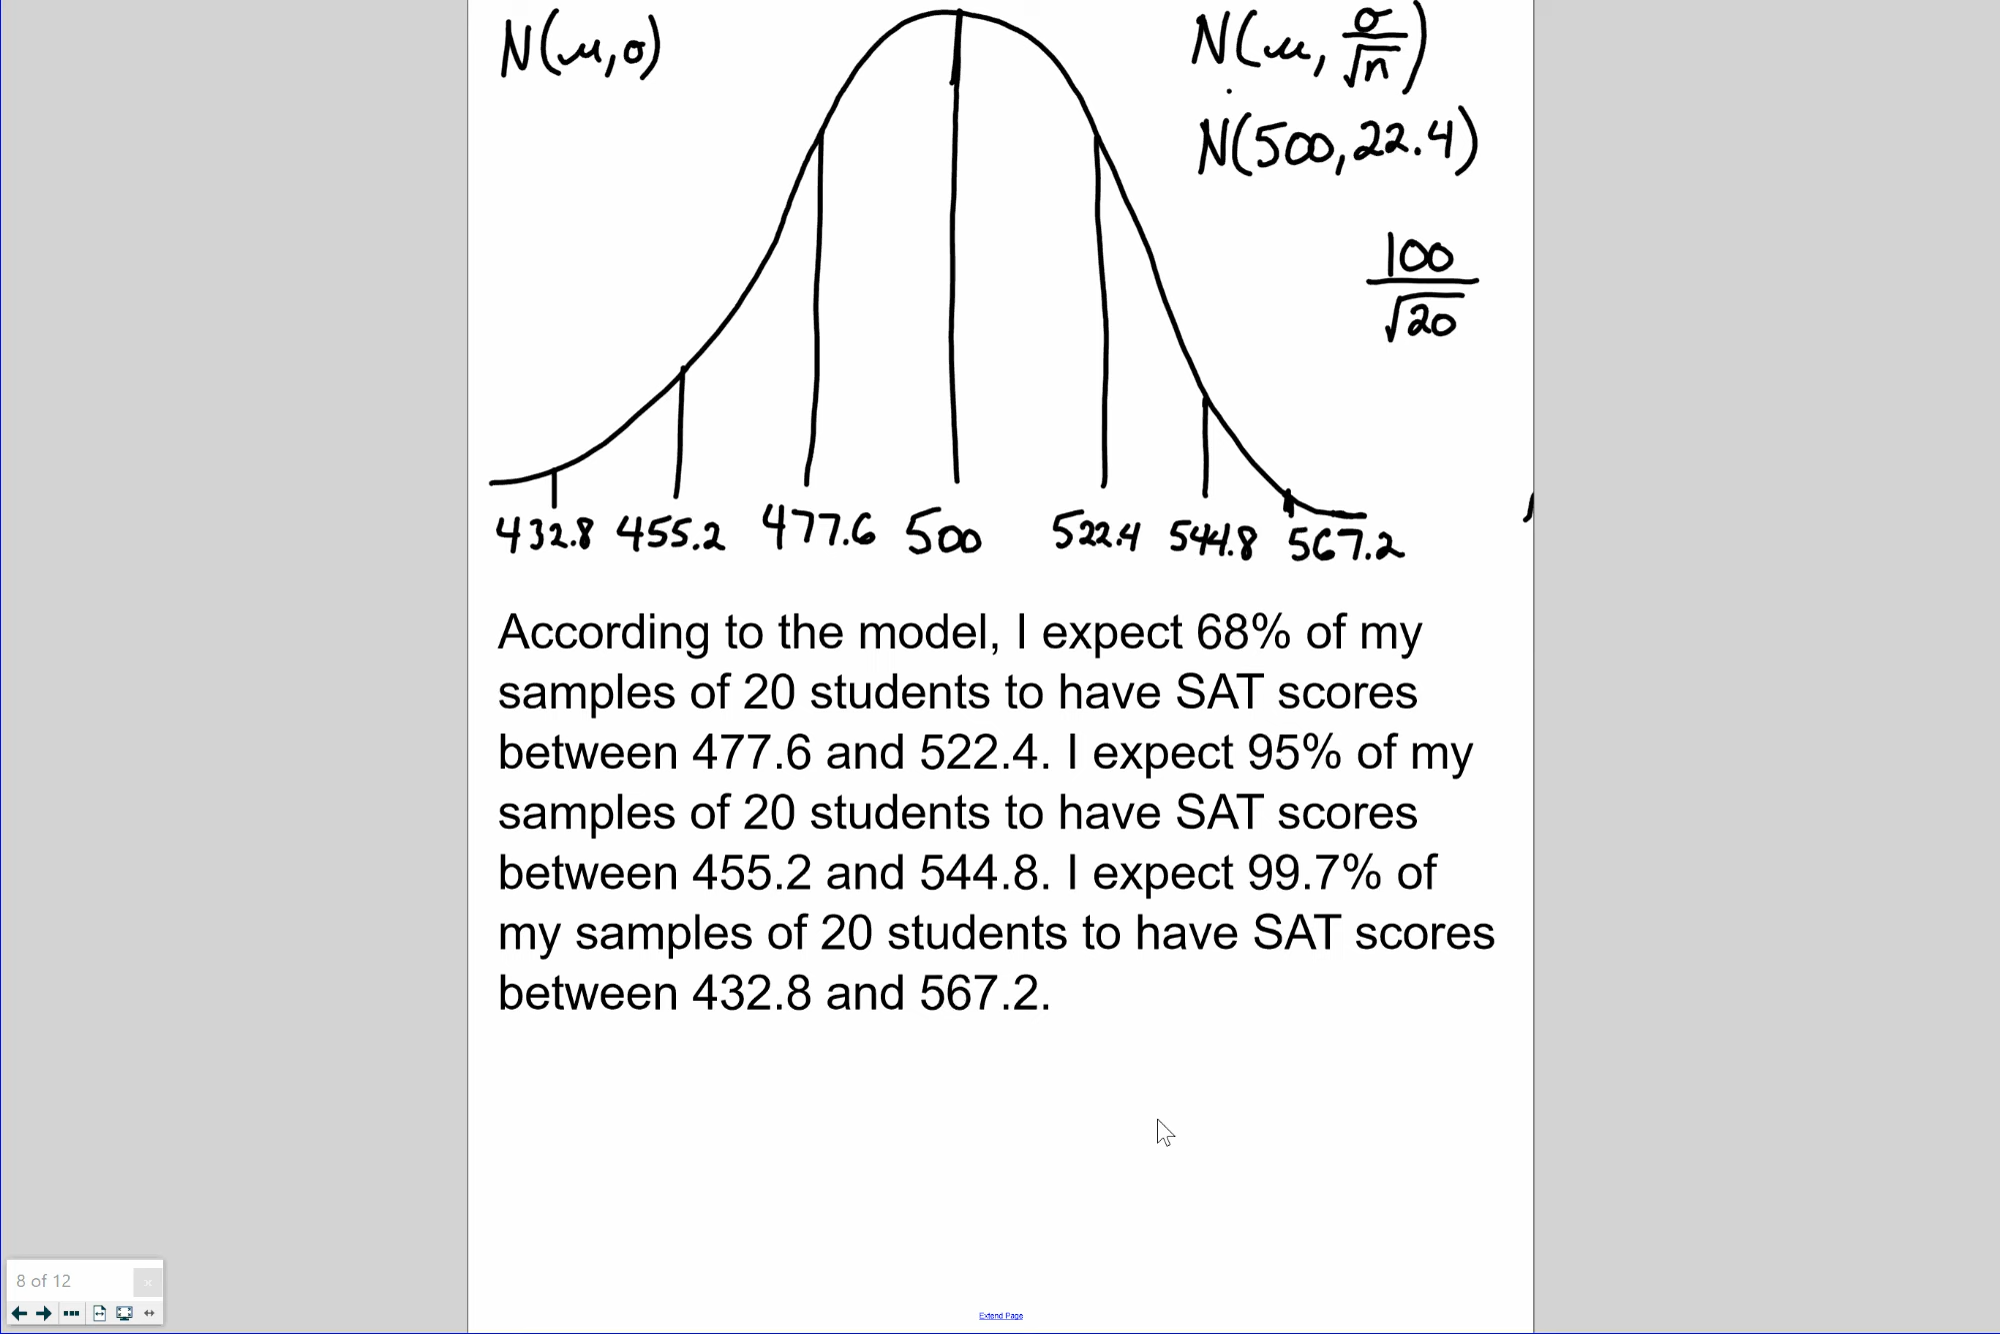 N(μ,σ)
N(μ, σ/√n)
N(500,22.4)
100/√20
432.8 455.2 477.6 500 522.4 544.8 567.2
According to the model, I expect 68% of my
samples of 20 students to have SAT scores
between 477.6 and 522.4. I expect 95% of my
samples of 20 students to have SAT scores
between 455.2 and 544.8. I expect 99.7% of
my samples of 20 students to have SAT scores
between 432.8 and 567.2.
8 of 12
Extend Page